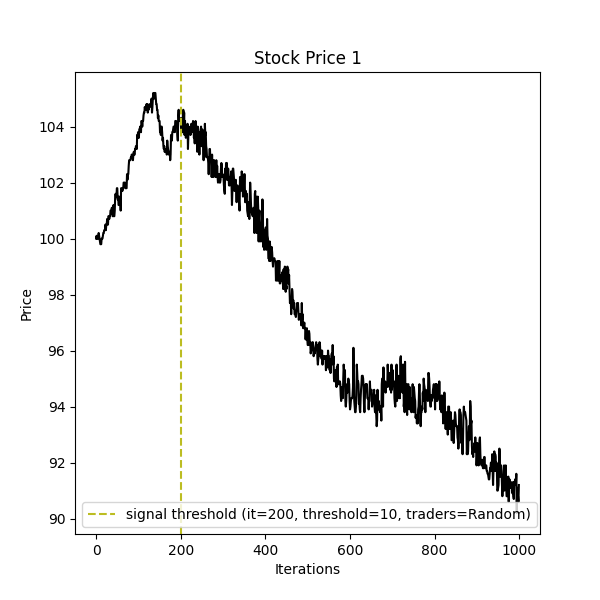 Stock Price 1
Price
104
102
100
98
96
94
92
90
signal threshold (it=200, threshold=10, traders=Random)
0 200 400 600 800 1000
Iterations